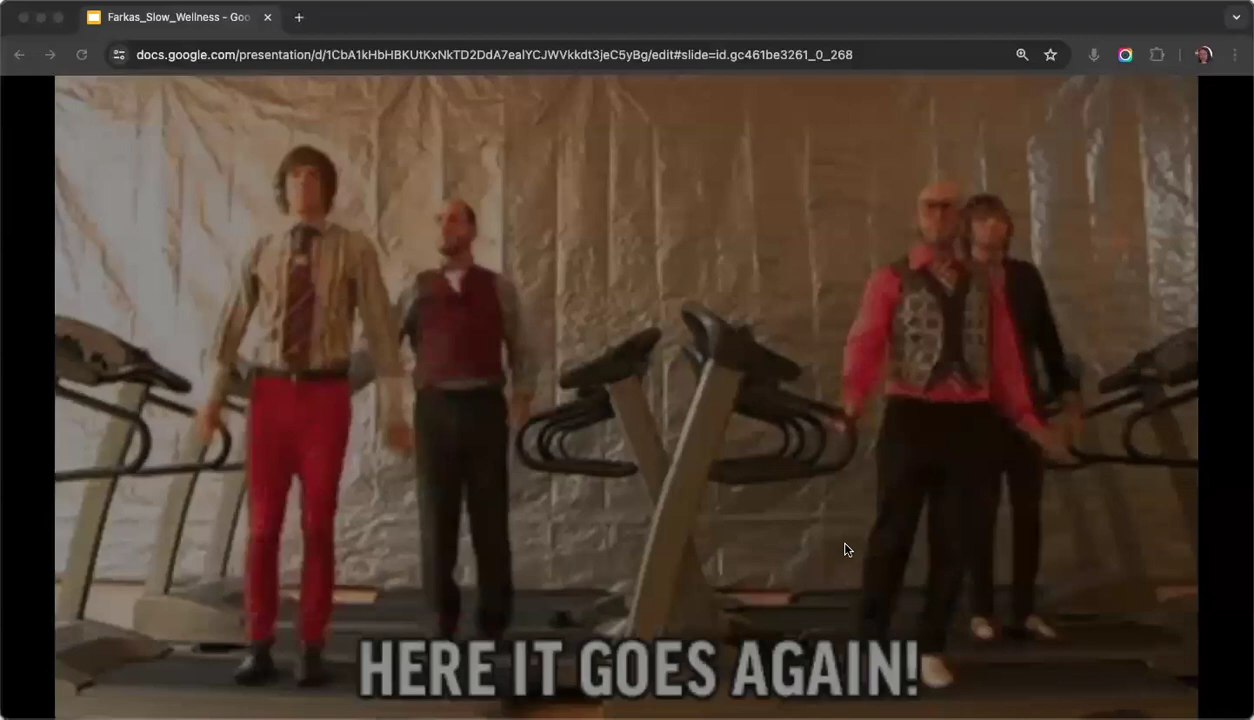 Farkas_Slow_Wellness - Goo
docs.google.com/presentation/d/1CbA1kHbHBKUtKxNkTD2DdA7ealYCJWVkkdt3jeC5yBg/edit#slide=id.gc461be3261_0_268
HERE IT GOES AGAIN!